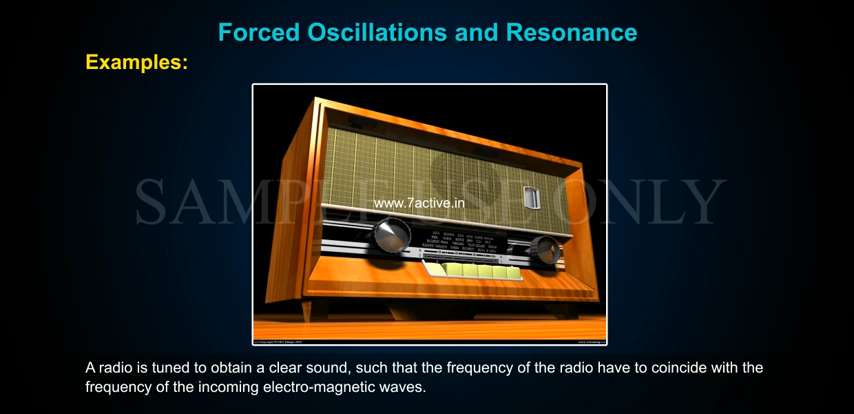 Forced Oscillations and Resonance
Examples:
SAMPLE USE ONLY
www.7active.in
A radio is tuned to obtain a clear sound, such that the frequency of the radio have to coincide with the
frequency of the incoming electro-magnetic waves.